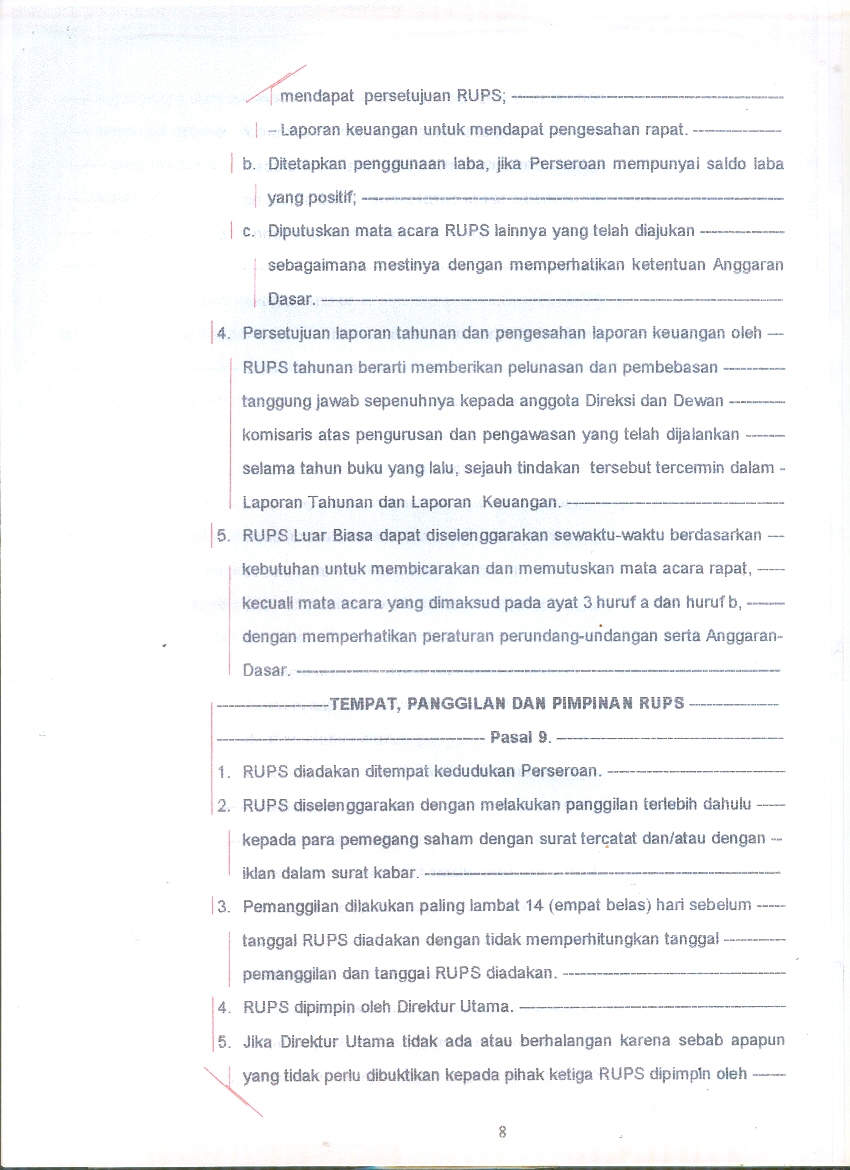 mendapat persetujuan RUPS; ---
- Laporan keuangan untuk mendapat pengesahan rapat. ---
b. Ditetapkan penggunaan laba, jika Perseroan mempunyai saldo laba
yang positif; ---
c. Diputuskan mata acara RUPS lainnya yang telah diajukan ---
sebagaimana mestinya dengan memperhatikan ketentuan Anggaran
Dasar. ---
4. Persetujuan laporan tahunan dan pengesahan laporan keuangan oleh ---
RUPS tahunan berarti memberikan pelunasan dan pembebasan ---
tanggung jawab sepenuhnya kepada anggota Direksi dan Dewan ---
komisaris atas pengurusan dan pengawasan yang telah dijalankan ---
selama tahun buku yang lalu, sejauh tindakan tersebut tercermin dalam -
Laporan Tahunan dan Laporan Keuangan. ---
5. RUPS Luar Biasa dapat diselenggarakan sewaktu-waktu berdasarkan ---
kebutuhan untuk membicarakan dan memutuskan mata acara rapat, ---
kecuali mata acara yang dimaksud pada ayat 3 huruf a dan huruf b, ---
dengan memperhatikan peraturan perundang-undangan serta Anggaran-
Dasar. ---
--- TEMPAT, PANGGILAN DAN PIMPINAN RUPS ---
--- Pasal 9. ---
1. RUPS diadakan ditempat kedudukan Perseroan. ---
2. RUPS diselenggarakan dengan melakukan panggilan terlebih dahulu ---
kepada para pemegang saham dengan surat tercatat dan/atau dengan ---
iklan dalam surat kabar. ---
3. Pemanggilan dilakukan paling lambat 14 (empat belas) hari sebelum ---
tanggal RUPS diadakan dengan tidak memperhitungkan tanggal ---
pemanggilan dan tanggal RUPS diadakan. ---
4. RUPS dipimpin oleh Direktur Utama. ---
5. Jika Direktur Utama tidak ada atau berhalangan karena sebab apapun
yang tidak perlu dibuktikan kepada pihak ketiga RUPS dipimpin oleh ---
8